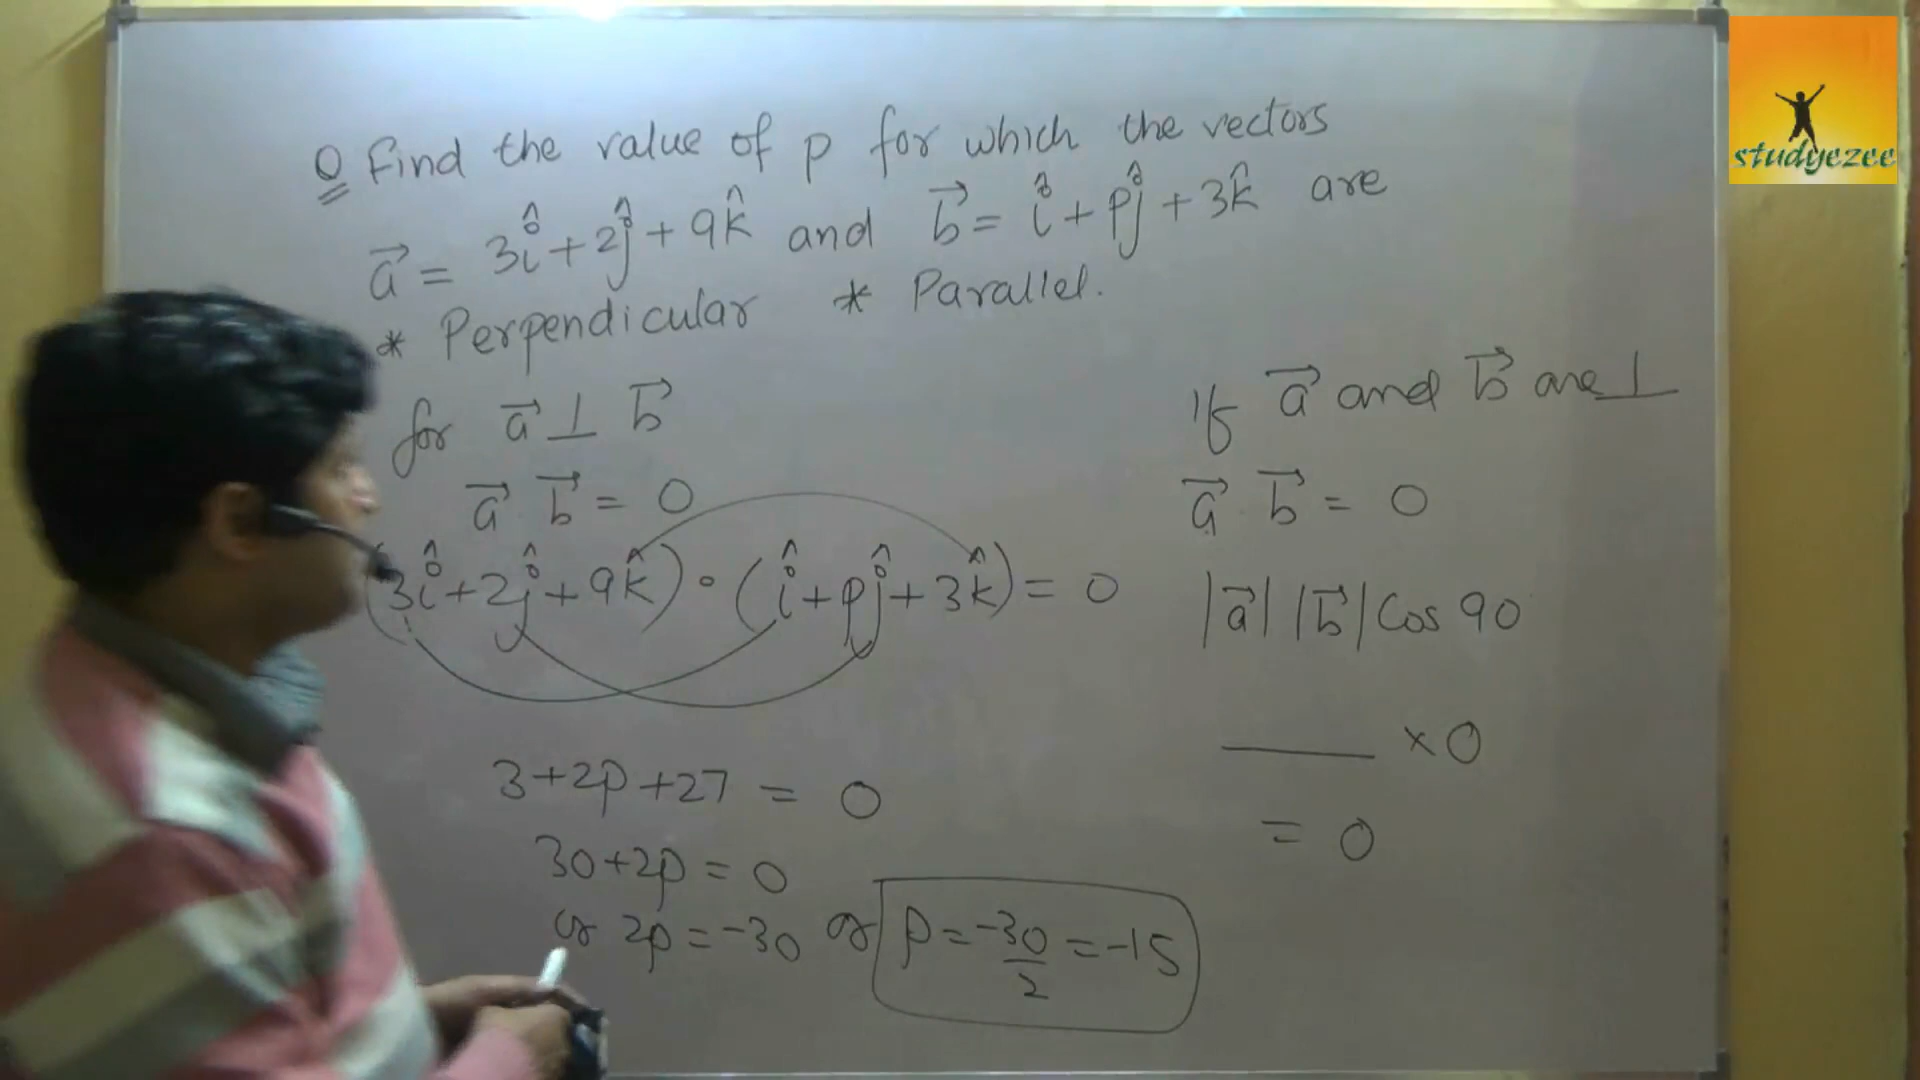 Q Find the value of p for which the vectors
a⃗ = 3î + 2ĵ + 9k̂ and b⃗ = î + pĵ + 3k̂ are
* Perpendicular * Parallel.
for a⃗ ⊥ b⃗
a⃗ b⃗ = 0
(3î + 2ĵ + 9k̂) · (î + pĵ + 3k̂) = 0
3 + 2p + 27 = 0
30 + 2p = 0
or 2p = -30 or p = -30/2 = -15
If a⃗ and b⃗ are ⊥
a⃗ . b⃗ = 0
|a⃗| |b⃗| Cos 90
____ × 0
= 0
studyezee